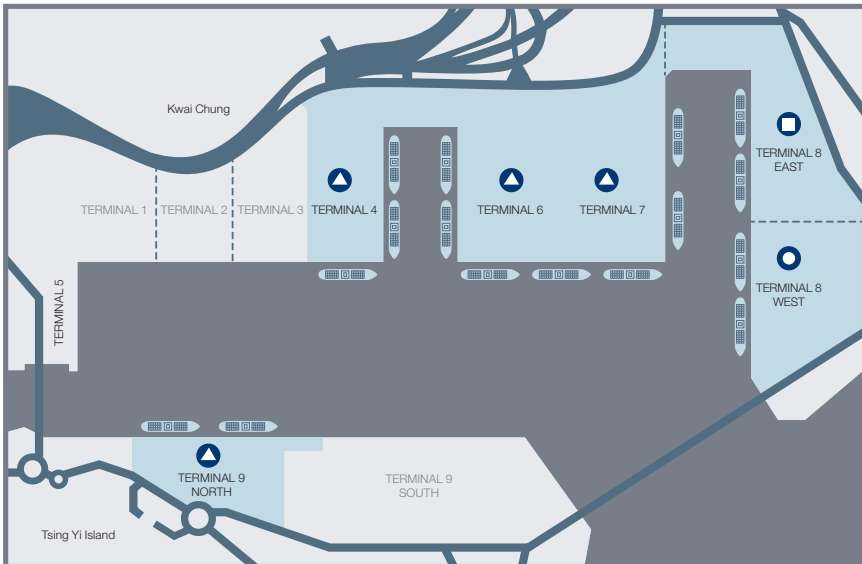 Kwai Chung
TERMINAL 1
TERMINAL 2
TERMINAL 3
TERMINAL 4
TERMINAL 6
TERMINAL 7
TERMINAL 8
EAST
TERMINAL 8
WEST
TERMINAL 5
TERMINAL 9
NORTH
TERMINAL 9
SOUTH
Tsing Yi Island